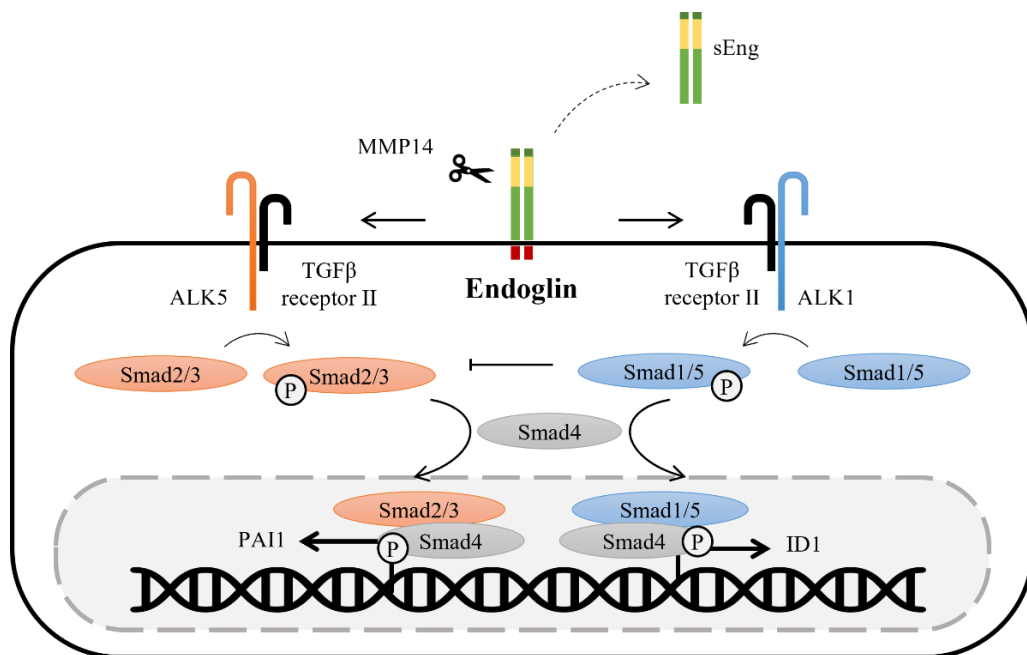 sEng
MMP14
TGFβ
receptor II
Endoglin
TGFβ
receptor II
ALK5
ALK1
Smad2/3
Smad2/3
P
Smad1/5
P
Smad1/5
Smad4
Smad2/3
Smad1/5
PAI1
P
Smad4
Smad4
P
ID1